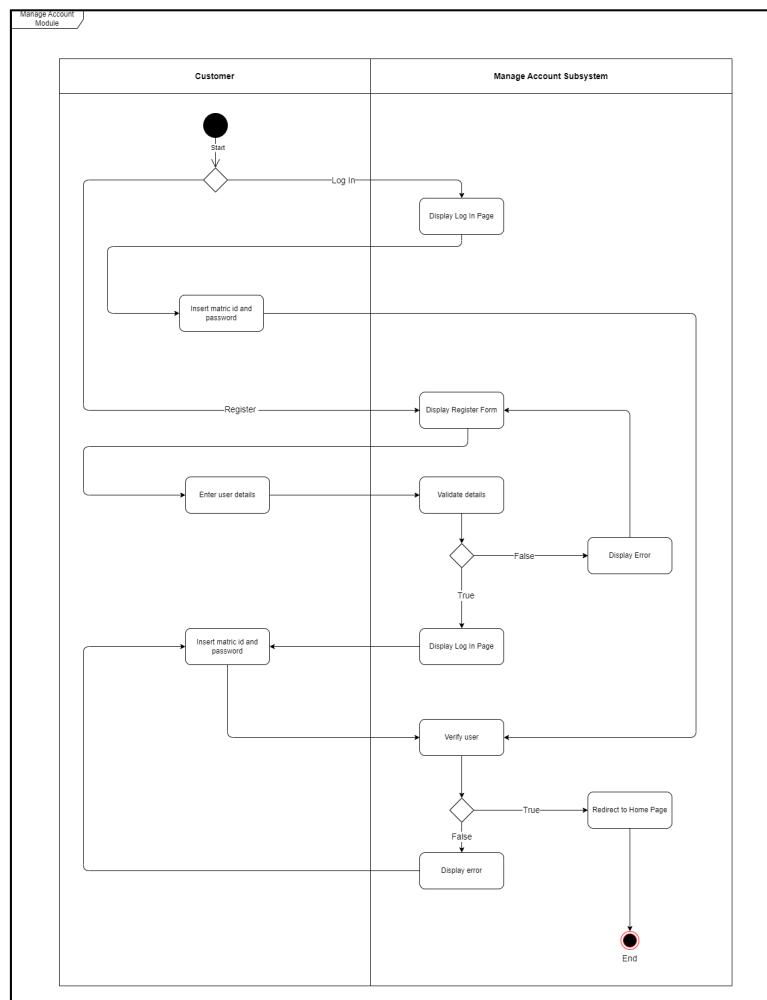 Manage Account
Module
Customer
Manage Account Subsystem
Start
Log In
Display Log In Page
Insert matric id and
password
Register
Display Register Form
Enter user details
Validate details
False
Display Error
True
Insert matric id and
password
Display Log In Page
Verify user
True
Redirect to Home Page
False
Display error
End